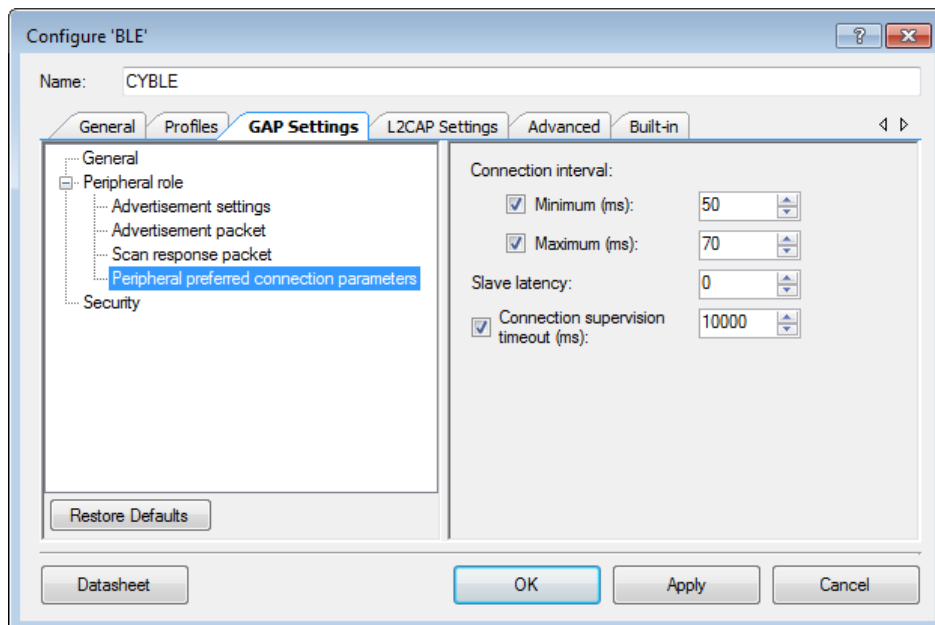 Configure 'BLE'
Name: CYBLE
General Profiles GAP Settings L2CAP Settings Advanced Built-in
General
Peripheral role
Advertisement settings
Advertisement packet
Scan response packet
Peripheral preferred connection parameters
Security
Restore Defaults
Connection interval:
Minimum (ms): 50
Maximum (ms): 70
Slave latency: 0
Connection supervision
timeout (ms): 10000
Datasheet OK Apply Cancel